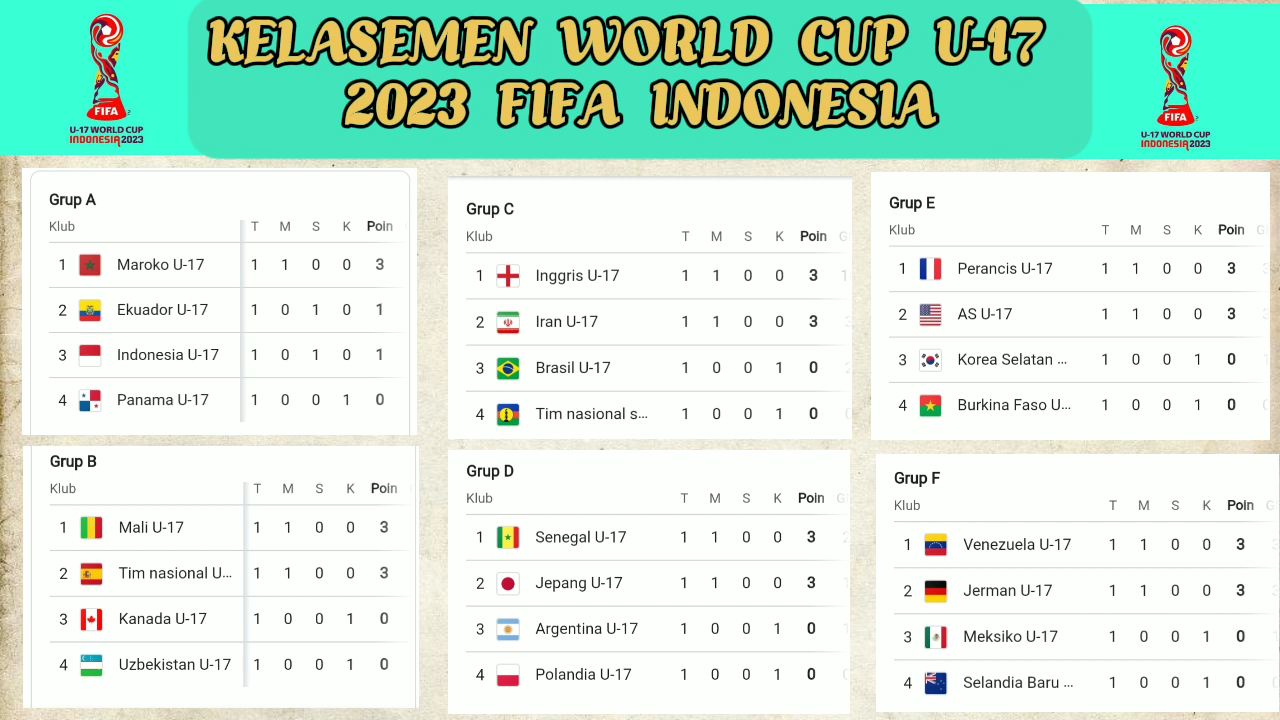 KELASEMEN WORLD CUP U-17
2023 FIFA INDONESIA
FIFA
U-17 WORLD CUP
INDONESIA 2023
FIFA
U-17 WORLD CUP
INDONESIA 2023
Grup A
Klub T M S K Poin
1 Maroko U-17 1 1 0 0 3
2 Ekuador U-17 1 0 1 0 1
3 Indonesia U-17 1 0 1 0 1
4 Panama U-17 1 0 0 1 0
Grup B
Klub T M S K Poin
1 Mali U-17 1 1 0 0 3
2 Tim nasional U... 1 1 0 0 3
3 Kanada U-17 1 0 0 1 0
4 Uzbekistan U-17 1 0 0 1 0
Grup C
Klub T M S K Poin G
1 Inggris U-17 1 1 0 0 3 1
2 Iran U-17 1 1 0 0 3
3 Brasil U-17 1 0 0 1 0
4 Tim nasional s... 1 0 0 1 0
Grup D
Klub T M S K Poin G
1 Senegal U-17 1 1 0 0 3
2 Jepang U-17 1 1 0 0 3
3 Argentina U-17 1 0 0 1 0
4 Polandia U-17 1 0 0 1 0
Grup E
Klub T M S K Poin G
1 Perancis U-17 1 1 0 0 3
2 AS U-17 1 1 0 0 3
3 Korea Selatan ... 1 0 0 1 0
4 Burkina Faso U... 1 0 0 1 0
Grup F
Klub T M S K Poin G
1 Venezuela U-17 1 1 0 0 3
2 Jerman U-17 1 1 0 0 3
3 Meksiko U-17 1 0 0 1 0
4 Selandia Baru ... 1 0 0 1 0